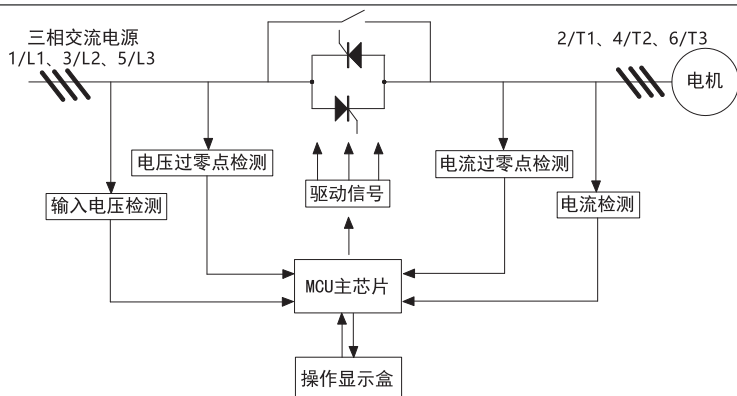 三相交流电源
1/L1、3/L2、5/L3
2/T1、4/T2、6/T3
电机
电压过零点检测
电流过零点检测
输入电压检测
驱动信号
电流检测
MCU主芯片
操作显示盒